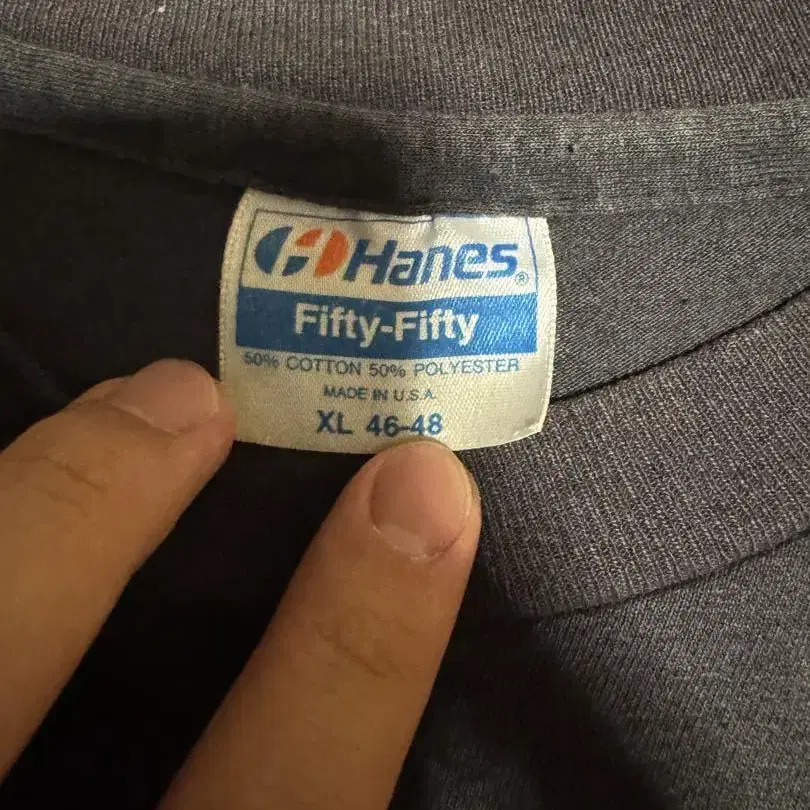 Hanes®
Fifty-Fifty
50% COTTON 50% POLYESTER
MADE IN U.S.A.
XL 46-48